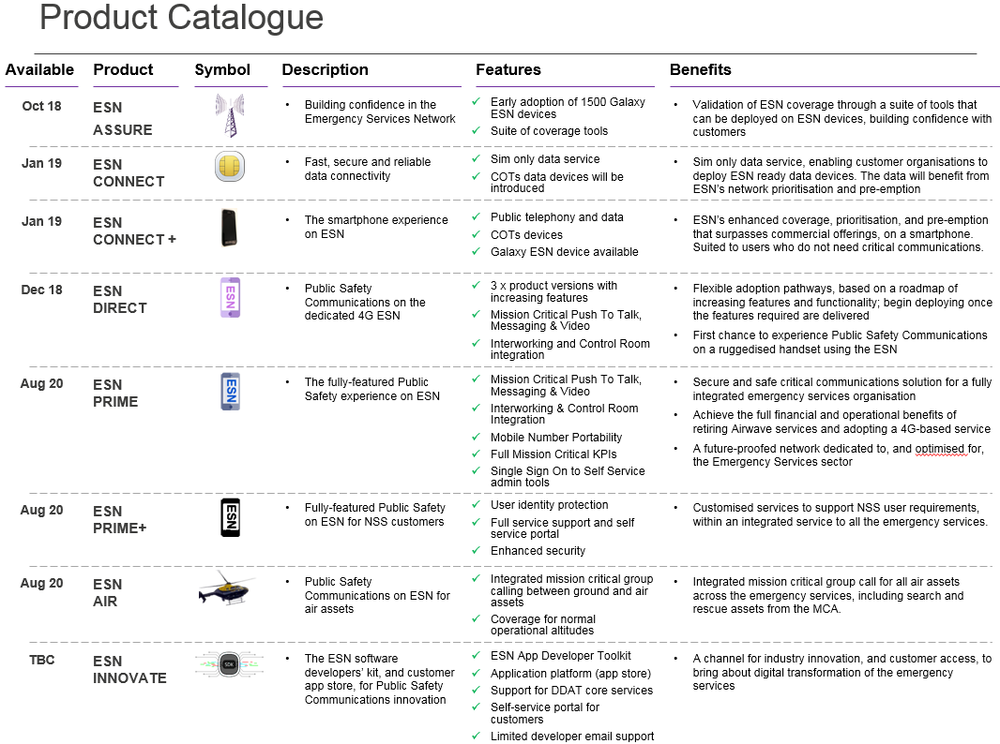 Product Catalogue
Available Product Symbol Description Features Benefits
Oct 18
ESN
ASSURE
Building confidence in the
Emergency Services Network
Early adoption of 1500 Galaxy
ESN devices
Suite of coverage tools
Validation of ESN coverage through a suite of tools that
can be deployed on ESN devices, building confidence with
customers
Jan 19
ESN
CONNECT
Fast, secure and reliable
data connectivity
Sim only data service
COTs data devices will be
introduced
Sim only data service, enabling customer organisations to
deploy ESN ready data devices. The data will benefit from
ESN's network prioritisation and pre-emption
Jan 19
ESN
CONNECT +
The smartphone experience
on ESN
Public telephony and data
COTs devices
Galaxy ESN device available
ESN's enhanced coverage, prioritisation, and pre-emption
that surpasses commercial offerings, on a smartphone.
Suited to users who do not need critical communications.
Dec 18
ESN
DIRECT
ESN
Public Safety
Communications on the
dedicated 4G ESN
3 x product versions with
increasing features
Mission Critical Push To Talk,
Messaging & Video
Interworking and Control Room
integration
Flexible adoption pathways, based on a roadmap of
increasing features and functionality; begin deploying once
the features required are delivered
First chance to experience Public Safety Communications
on a ruggedised handset using the ESN
Aug 20
ESN
PRIME
ESN
The fully-featured Public
Safety experience on ESN
Mission Critical Push To Talk,
Messaging & Video
Interworking & Control Room
Integration
Mobile Number Portability
Full Mission Critical KPIs
Single Sign On to Self Service
admin tools
Secure and safe critical communications solution for a fully
integrated emergency services organisation
Achieve the full financial and operational benefits of
retiring Airwave services and adopting a 4G-based service
A future-proofed network dedicated to, and optimised for,
the Emergency Services sector
Aug 20
ESN
PRIME+
ESN
Fully-featured Public Safety
on ESN for NSS customers
User identity protection
Full service support and self
service portal
Enhanced security
Customised services to support NSS user requirements,
within an integrated service to all the emergency services.
Aug 20
ESN
AIR
Public Safety
Communications on ESN for
air assets
Integrated mission critical group
calling between ground and air
assets
Coverage for normal
operational altitudes
Integrated mission critical group call for all air assets
across the emergency services, including search and
rescue assets from the MCA.
TBC
ESN
INNOVATE
SDK
The ESN software
developers' kit, and customer
app store, for Public Safety
Communications innovation
ESN App Developer Toolkit
Application platform (app store)
Support for DDAT core services
Self-service portal for
customers
Limited developer email support
A channel for industry innovation, and customer access, to
bring about digital transformation of the emergency
services